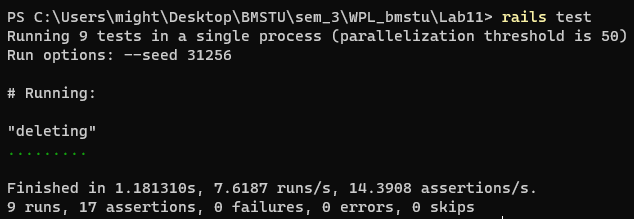 PS C:\Users\might\Desktop\BMSTU\sem_3\WPL_bmstu\Lab11> rails test
Running 9 tests in a single process (parallelization threshold is 50)
Run options: --seed 31256
# Running:
"deleting"
.........
Finished in 1.181310s, 7.6187 runs/s, 14.3908 assertions/s.
9 runs, 17 assertions, 0 failures, 0 errors, 0 skips